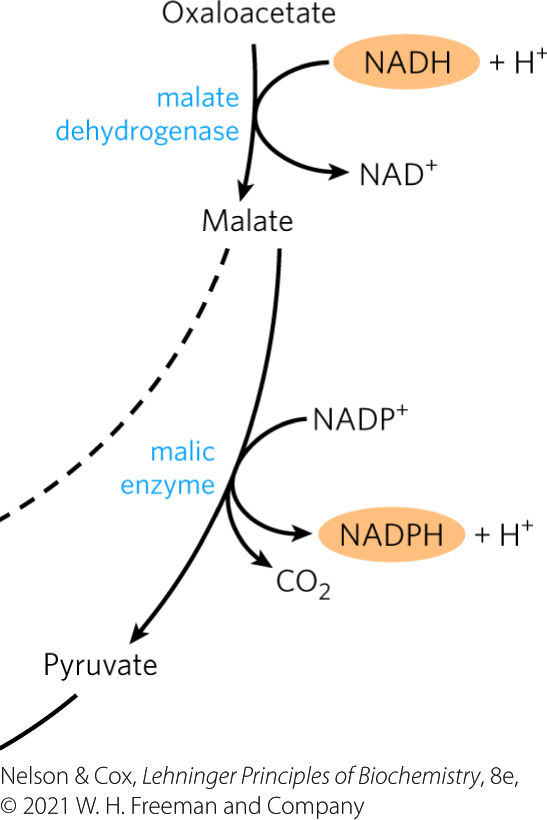 Oxaloacetate
NADH + H⁺
malate
dehydrogenase
NAD⁺
Malate
NADP⁺
malic
enzyme
NADPH + H⁺
CO₂
Pyruvate
Nelson & Cox, Lehninger Principles of Biochemistry, 8e,
© 2021 W. H. Freeman and Company